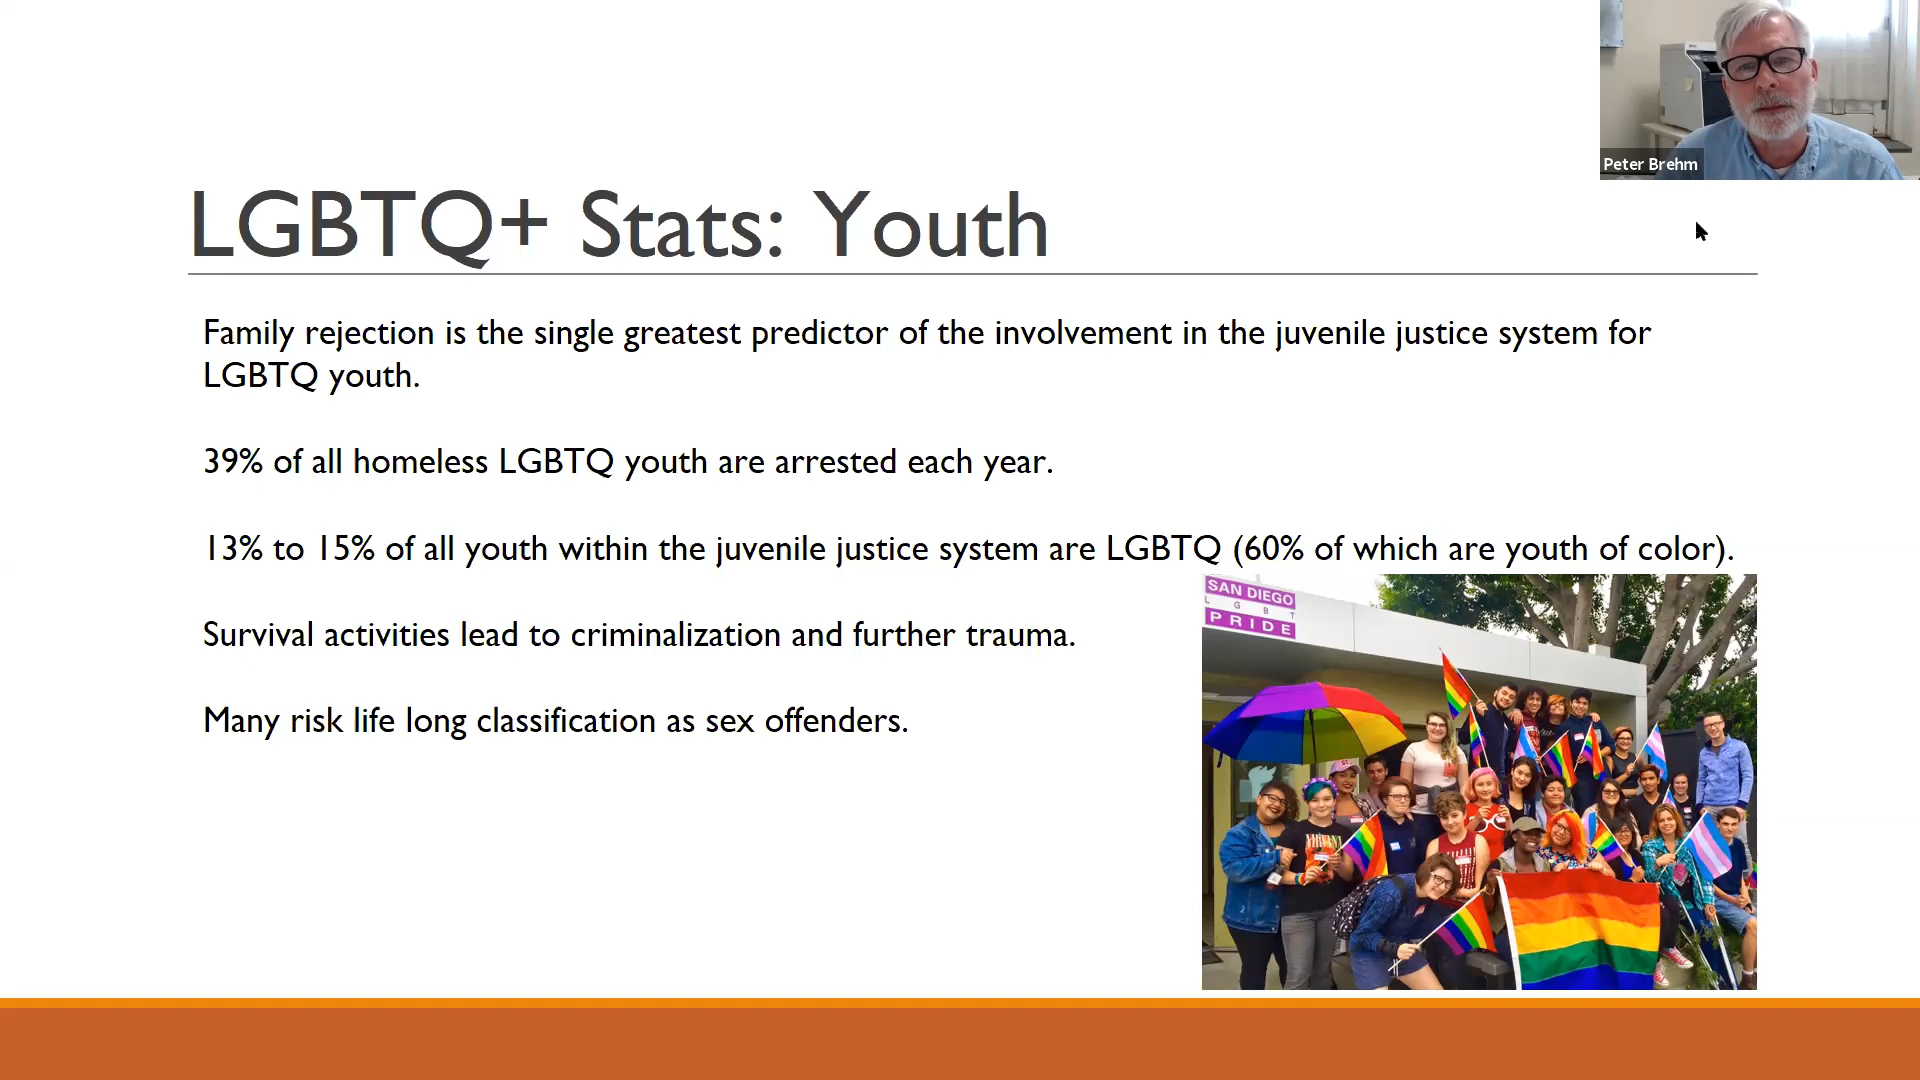 Peter Brehm
LGBTQ+ Stats: Youth
Family rejection is the single greatest predictor of the involvement in the juvenile justice system for
LGBTQ youth.
39% of all homeless LGBTQ youth are arrested each year.
13% to 15% of all youth within the juvenile justice system are LGBTQ (60% of which are youth of color).
Survival activities lead to criminalization and further trauma.
Many risk life long classification as sex offenders.
SAN DIEGO
L G B T
PRIDE